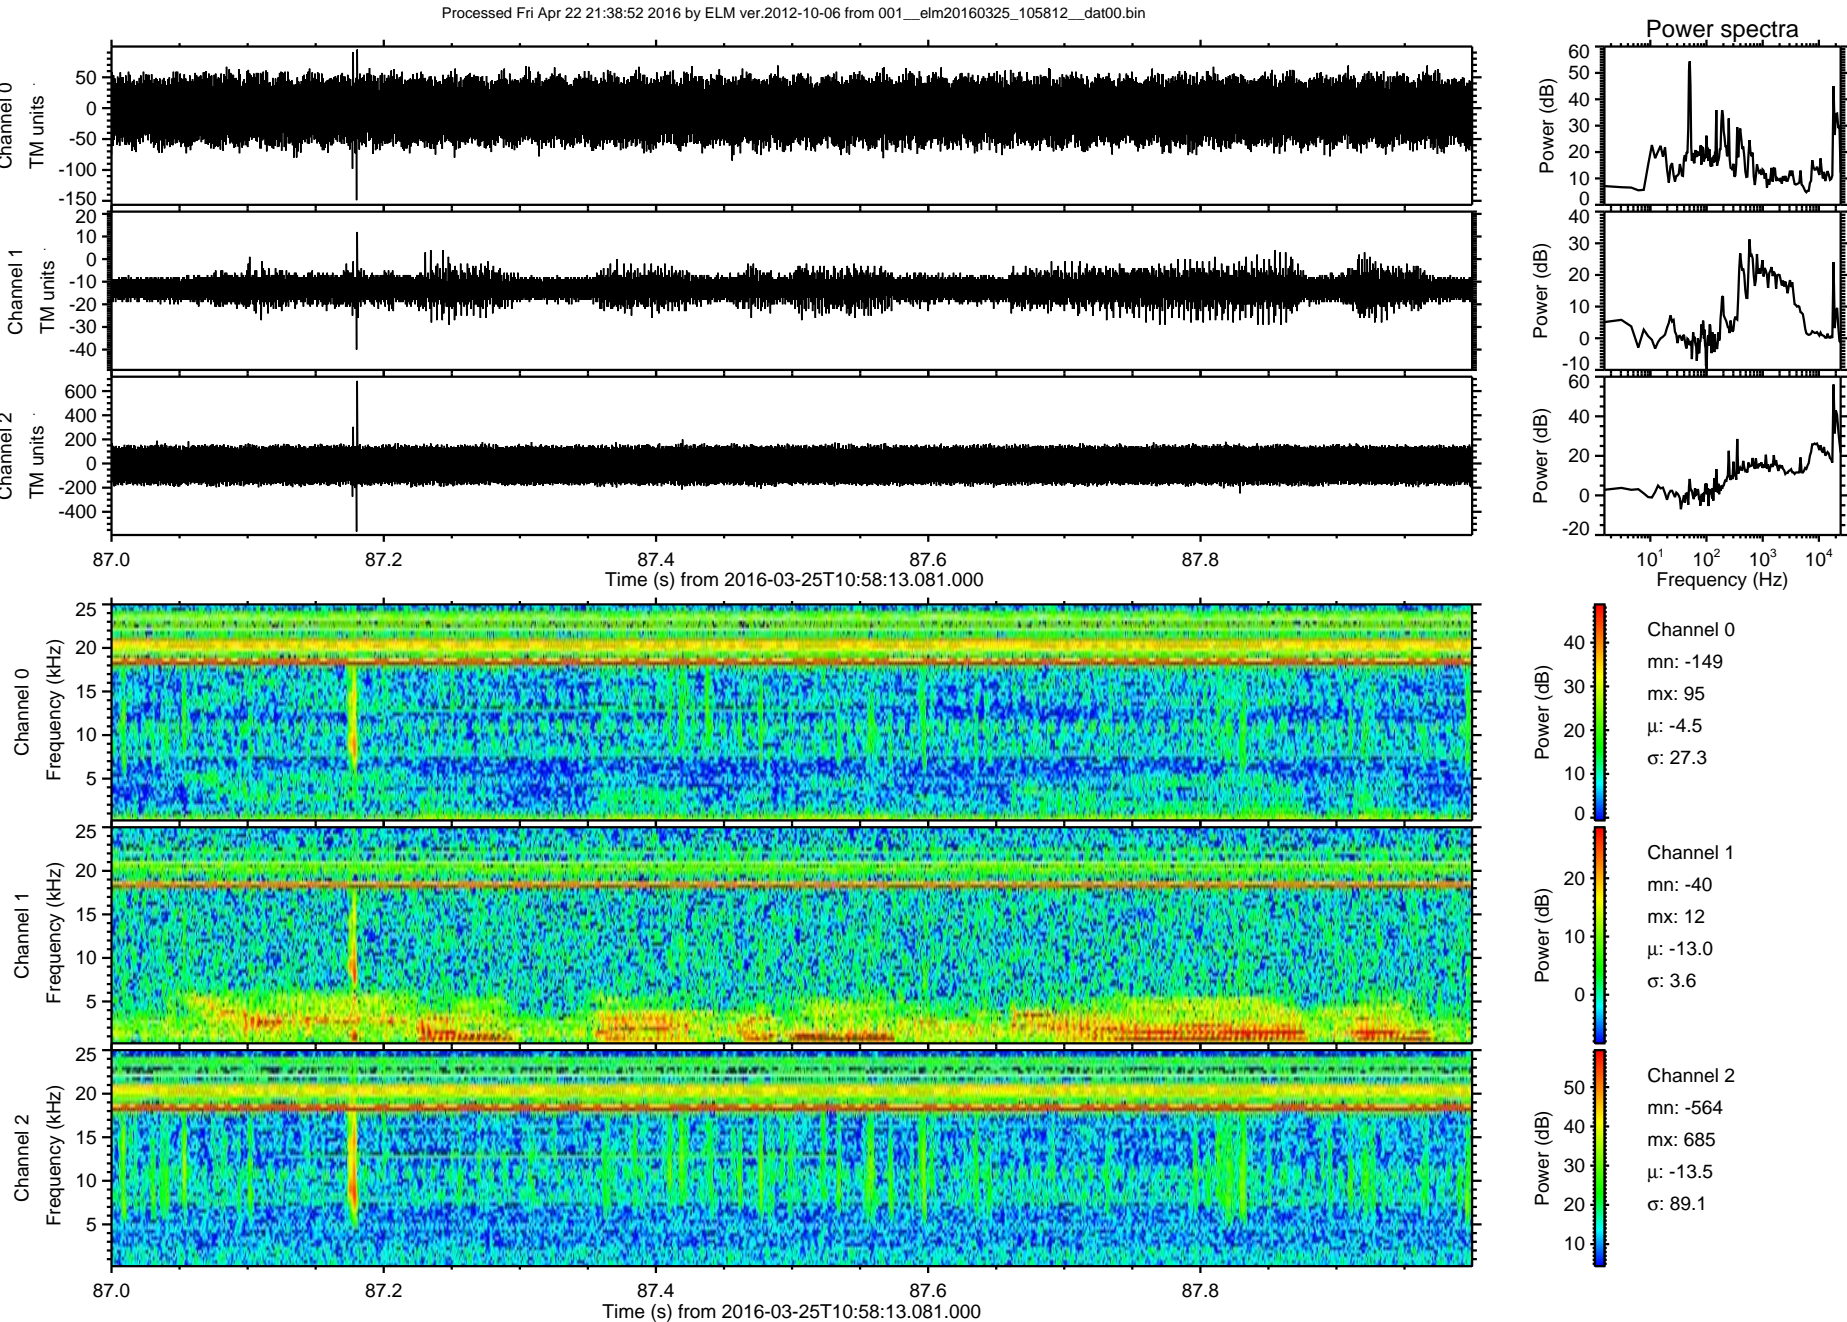 Processed Fri Apr 22 21:38:52 2016 by ELM ver.2012-10-06 from 001__elm20160325_105812__dat00.bin
Power spectra
Channel 0
TM units
50
0
-50
-100
-150
Power (dB)
60
50
40
30
20
10
0
Channel 1
TM units
20
10
0
-10
-20
-30
-40
Power (dB)
40
30
20
10
0
-10
Channel 2
TM units
600
400
200
0
-200
-400
Power (dB)
60
40
20
0
-20
87.0 87.2 87.4 87.6 87.8
Time (s) from 2016-03-25T10:58:13.081.000
10¹ 10² 10³ 10⁴
Frequency (Hz)
Channel 0
Frequency (kHz)
25
20
15
10
5
Power (dB)
40
30
20
10
0
Channel 0
mn: -149
mx: 95
μ: -4.5
σ: 27.3
Channel 1
Frequency (kHz)
25
20
15
10
5
Power (dB)
20
10
0
Channel 1
mn: -40
mx: 12
μ: -13.0
σ: 3.6
Channel 2
Frequency (kHz)
25
20
15
10
5
Power (dB)
50
40
30
20
10
Channel 2
mn: -564
mx: 685
μ: -13.5
σ: 89.1
87.0 87.2 87.4 87.6 87.8
Time (s) from 2016-03-25T10:58:13.081.000